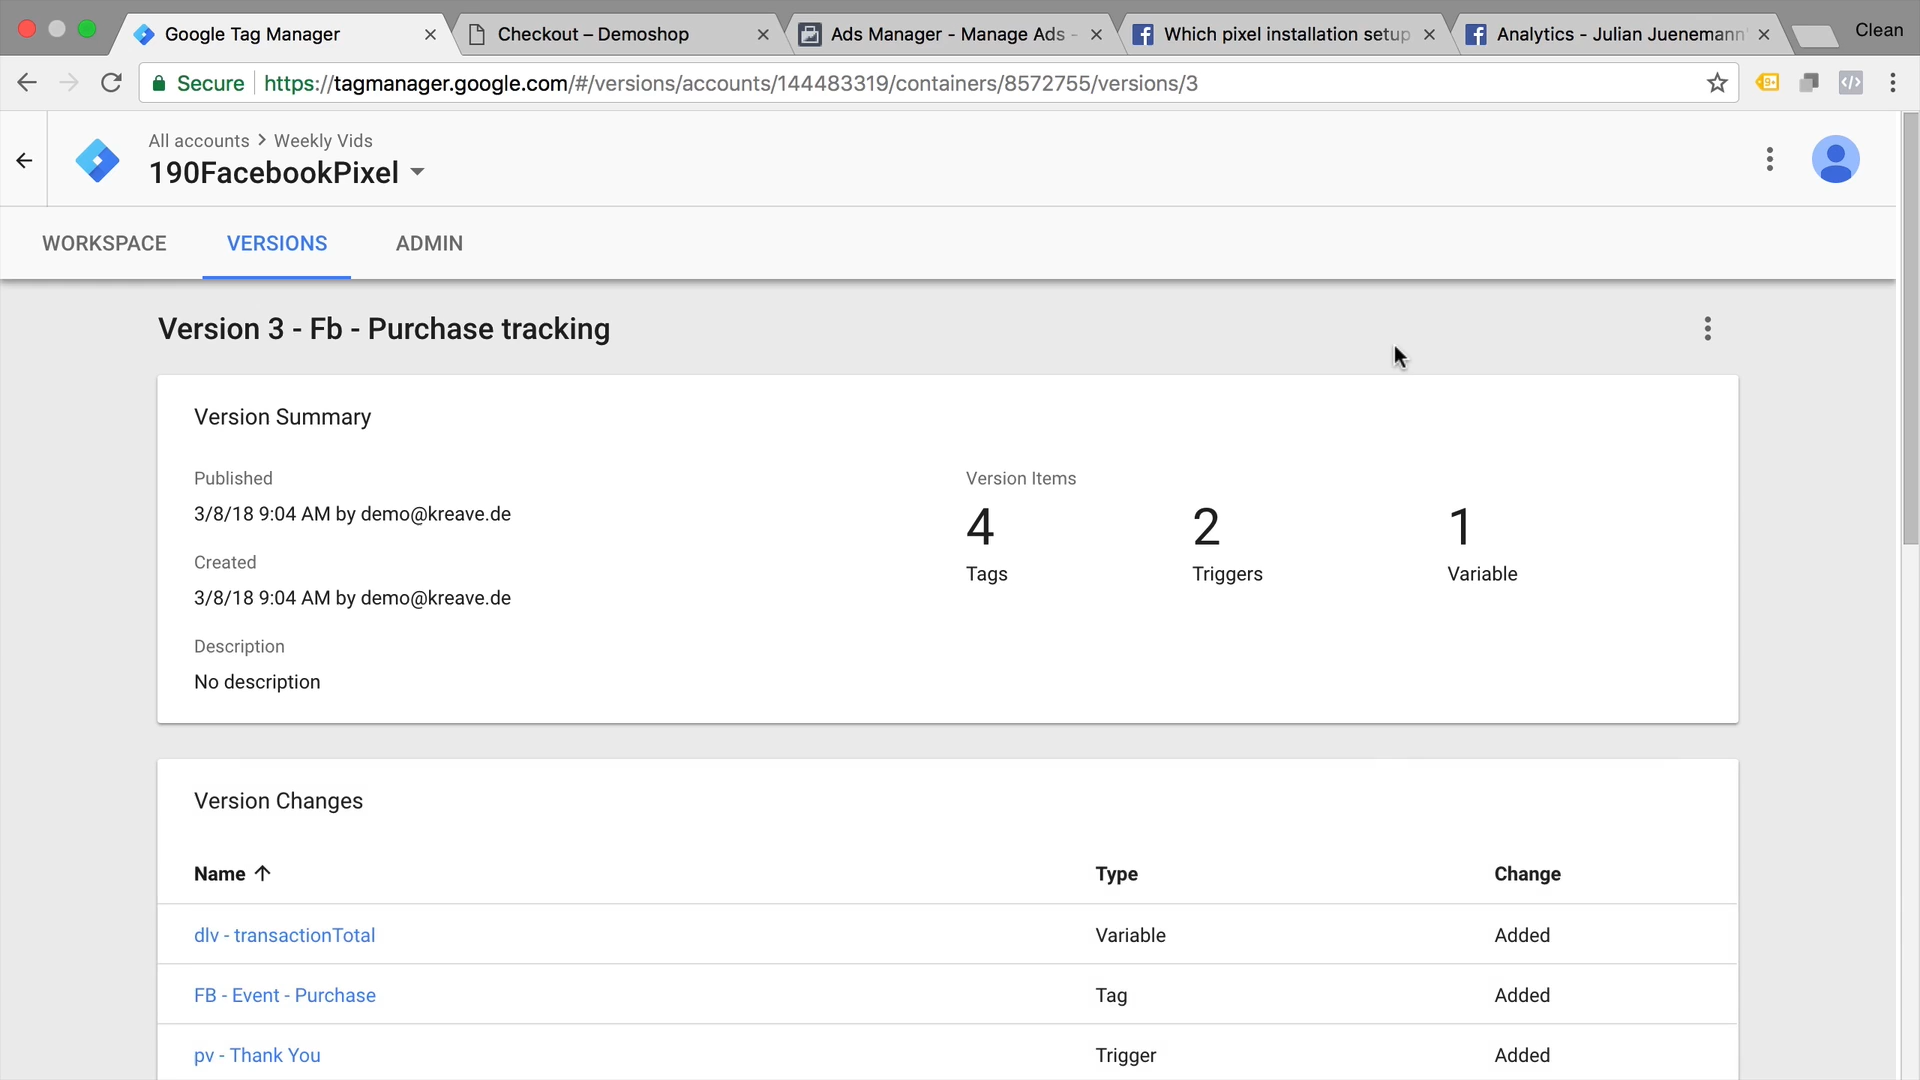 Google Tag Manager
Checkout – Demoshop
Ads Manager - Manage Ads -
Which pixel installation setup
Analytics - Julian Juenemann'
Clean
Secure
https://tagmanager.google.com/#/versions/accounts/144483319/containers/8572755/versions/3
All accounts > Weekly Vids
190FacebookPixel
WORKSPACE
VERSIONS
ADMIN
Version 3 - Fb - Purchase tracking
Version Summary
Published
3/8/18 9:04 AM by demo@kreave.de
Created
3/8/18 9:04 AM by demo@kreave.de
Description
No description
Version Items
4
2
1
Tags
Triggers
Variable
Version Changes
Name
Type
Change
dlv - transactionTotal
Variable
Added
FB - Event - Purchase
Tag
Added
pv - Thank You
Trigger
Added